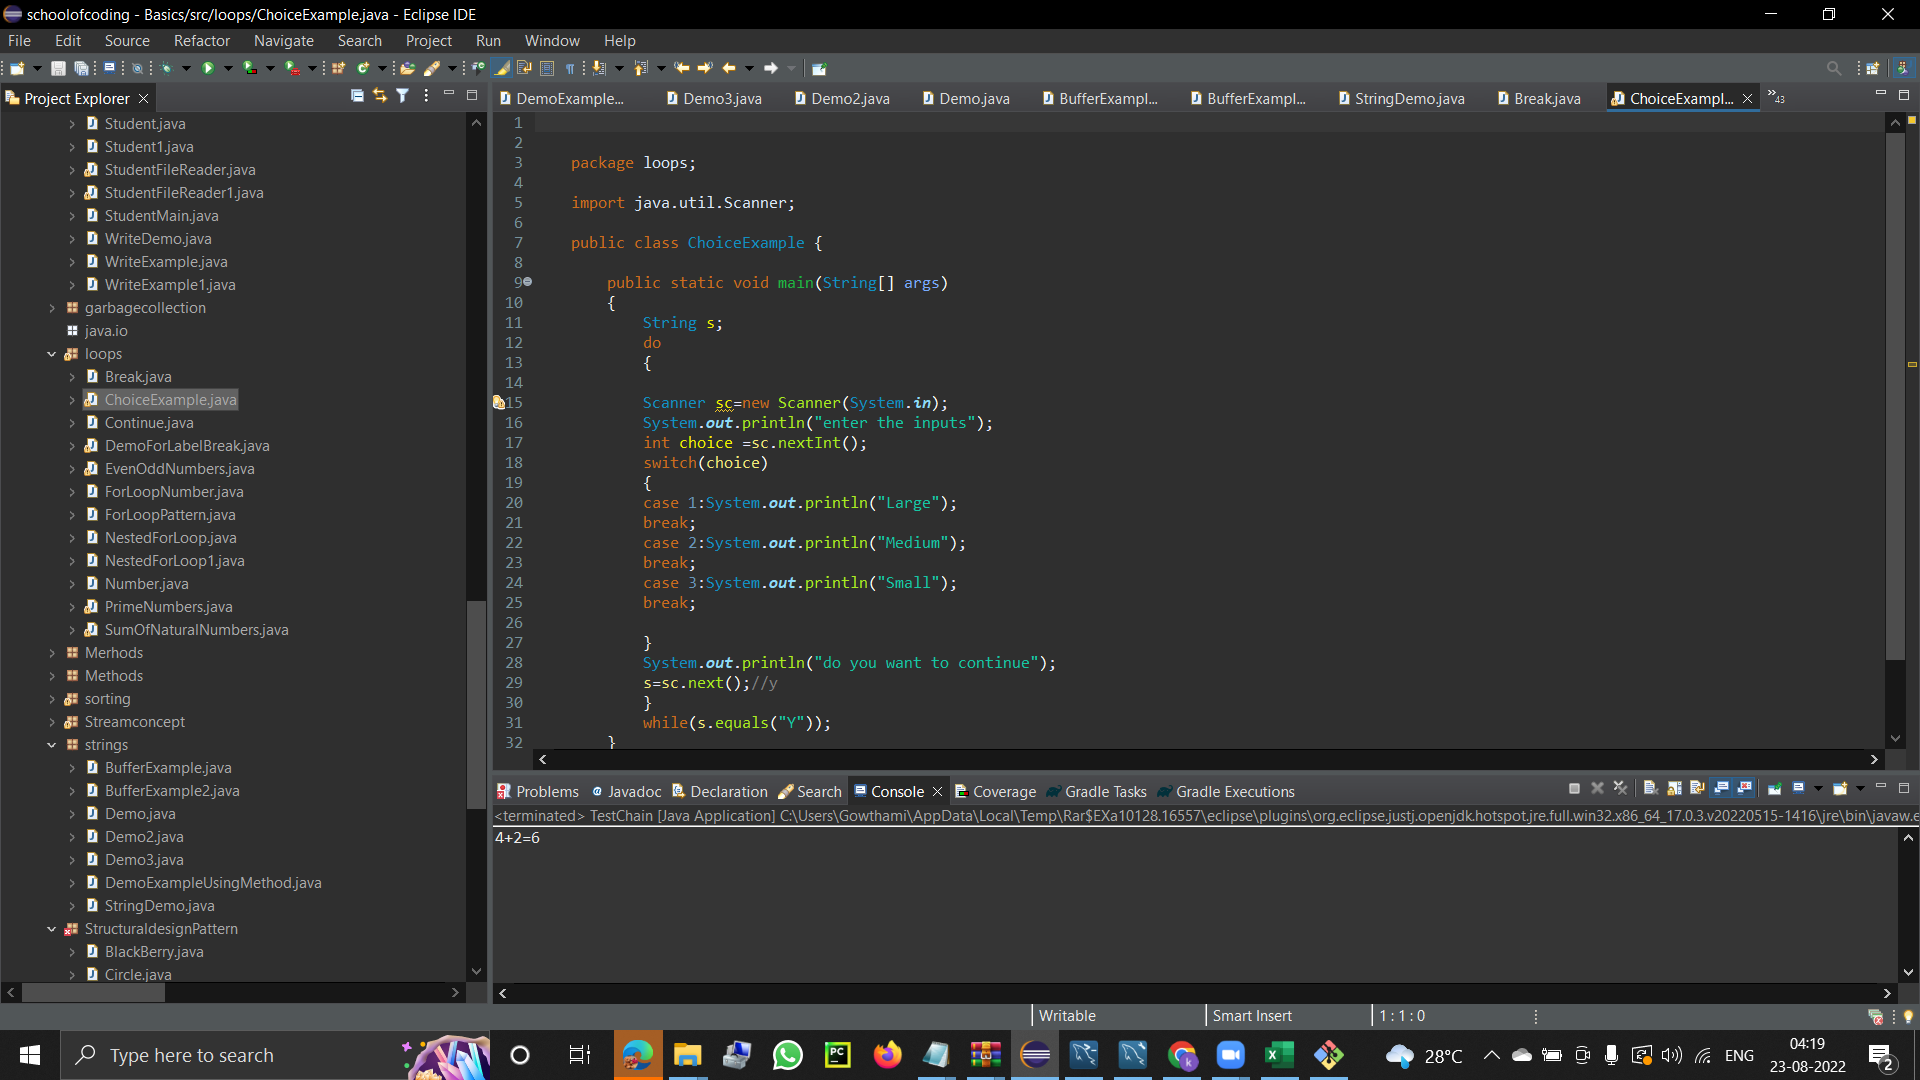 schoolofcoding - Basics/src/loops/ChoiceExample.java - Eclipse IDE
File Edit Source Refactor Navigate Search Project Run Window Help
Project Explorer
DemoExample... Demo3.java Demo2.java Demo.java BufferExampl... BufferExampl... StringDemo.java Break.java ChoiceExampl... »43
Student.java
Student1.java
StudentFileReader.java
StudentFileReader1.java
StudentMain.java
WriteDemo.java
WriteExample.java
WriteExample1.java
garbagecollection
java.io
loops
Break.java
ChoiceExample.java
Continue.java
DemoForLabelBreak.java
EvenOddNumbers.java
ForLoopNumber.java
ForLoopPattern.java
NestedForLoop.java
NestedForLoop1.java
Number.java
PrimeNumbers.java
SumOfNaturalNumbers.java
Merhods
Methods
sorting
Streamconcept
strings
BufferExample.java
BufferExample2.java
Demo.java
Demo2.java
Demo3.java
DemoExampleUsingMethod.java
StringDemo.java
StructuraldesignPattern
BlackBerry.java
Circle.java
1
2
3 package loops;
4
5 import java.util.Scanner;
6
7 public class ChoiceExample {
8
9 public static void main(String[] args)
10 {
11 String s;
12 do
13 {
14
15 Scanner sc=new Scanner(System.in);
16 System.out.println("enter the inputs");
17 int choice =sc.nextInt();
18 switch(choice)
19 {
20 case 1:System.out.println("Large");
21 break;
22 case 2:System.out.println("Medium");
23 break;
24 case 3:System.out.println("Small");
25 break;
26
27 }
28 System.out.println("do you want to continue");
29 s=sc.next();//y
30 }
31 while(s.equals("Y"));
32 }
Problems Javadoc Declaration Search Console Coverage Gradle Tasks Gradle Executions
<terminated> TestChain [Java Application] C:\Users\Gowthami\AppData\Local\Temp\Rar$EXa10128.16557\eclipse\plugins\org.eclipse.justj.openjdk.hotspot.jre.full.win32.x86_64_17.0.3.v20220515-1416\jre\bin\javaw.e
4+2=6
Writable Smart Insert 1 : 1 : 0
Type here to search
28°C ENG
04:19
23-08-2022
2